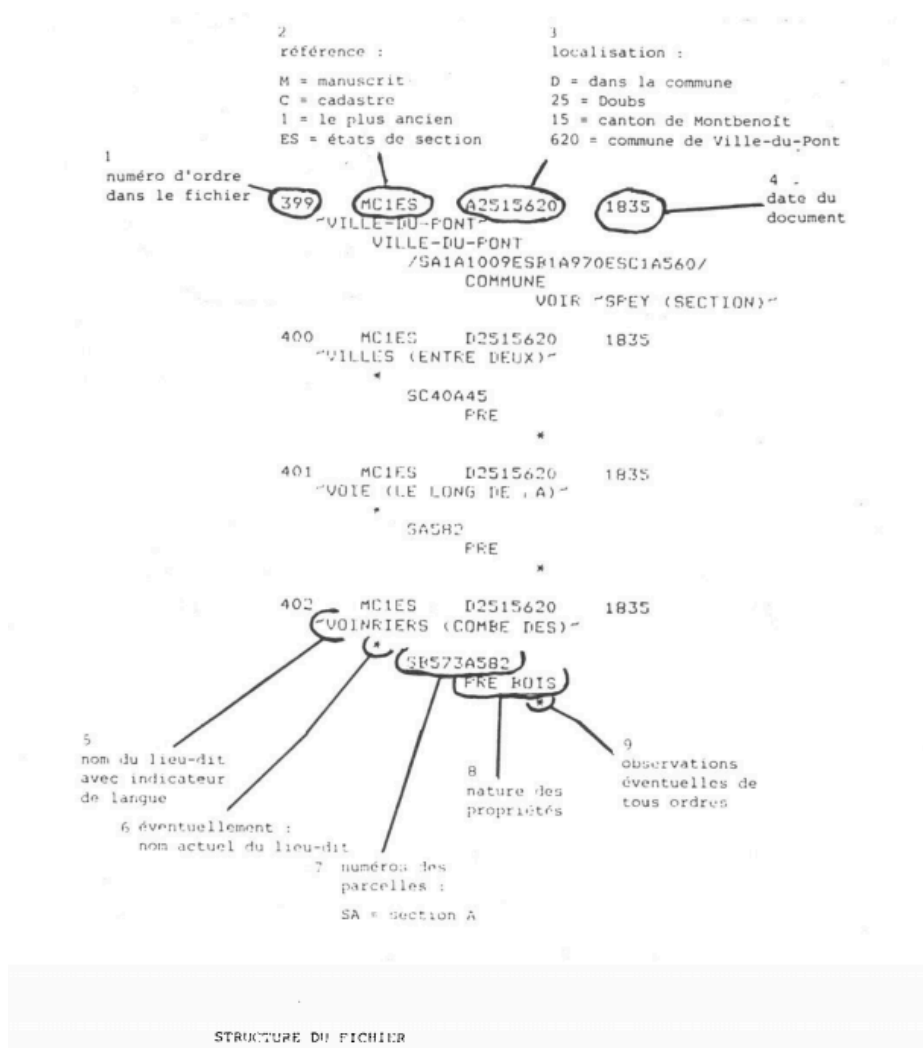 2
référence :
M = manuscrit
C = cadastre
1 = le plus ancien
ES = états de section
3
localisation :
D = dans la commune
25 = Doubs
15 = canton de Montbenoît
620 = commune de Ville-du-Pont
1
numéro d'ordre
dans le fichier
4
date du
document
399 MC1ES A2515620 1835
~VILLE-DU-PONT~
VILLE-DU-PONT
/SA1A1009ESB1A970ESC1A560/
COMMUNE
VOIR ~SPEY (SECTION)~
400 MC1ES D2515620 1835
~VILLES (ENTRE DEUX)~
*
SC40A45
PRE
*
401 MC1ES D2515620 1835
~VOIE (LE LONG DE A)~
*
SA582
PRE
*
402 MC1ES D2515620 1835
~VOINRIERS (COMBE DES)~
*
SB573A582
PRE BOIS
*
5
nom du lieu-dit
avec indicateur
de langue
6 éventuellement :
nom actuel du lieu-dit
7 numéros des
parcelles :
SA = section A
8
nature des
propriétés
9
observations
éventuelles de
tous ordres
STRUCTURE DU FICHIER